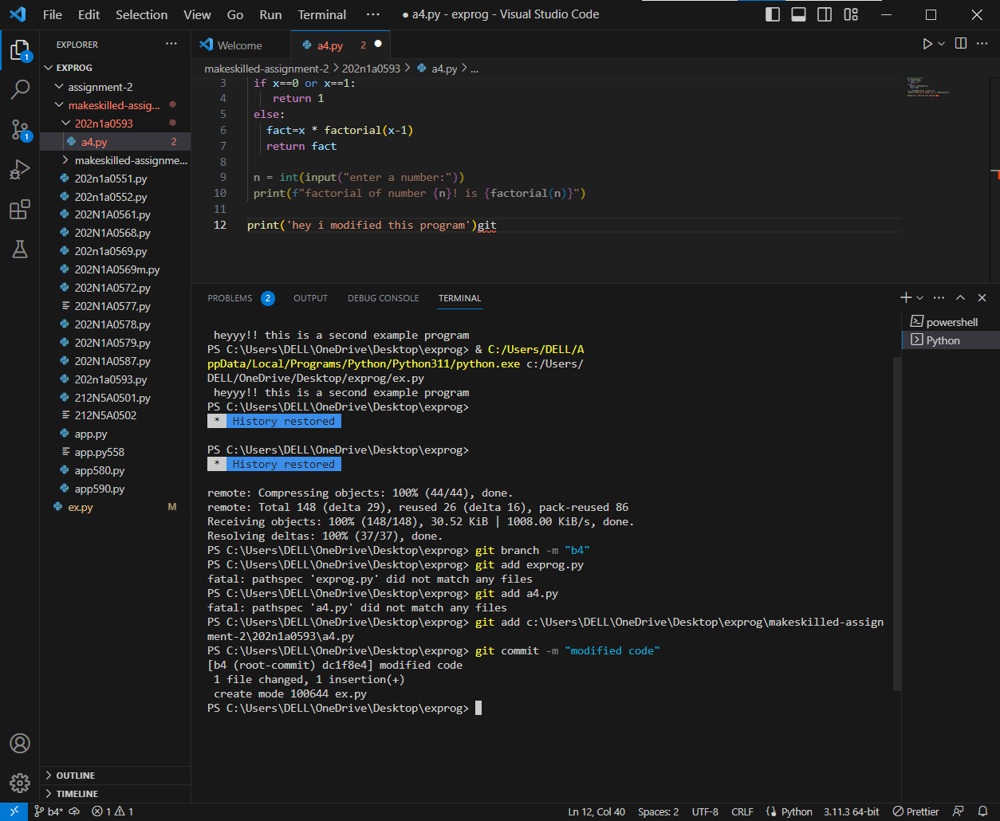 File Edit Selection View Go Run Terminal ··· ● a4.py - exprog - Visual Studio Code
EXPLORER ···
EXPROG
assignment-2
makeskilled-assig...
202n1a0593
a4.py 2
makeskilled-assignme...
202n1a0551.py
202n1a0552.py
202N1A0561.py
202N1A0568.py
202n1a0569.py
202N1A0569m.py
202N1A0572.py
202N1A0577,py
202N1A0578.py
202N1A0579.py
202N1A0587.py
202n1a0593.py
212N5A0501.py
212N5A0502
app.py
app.py558
app580.py
app590.py
ex.py M
OUTLINE
TIMELINE
1
1
Welcome a4.py 2 ●
makeskilled-assignment-2 > 202n1a0593 > a4.py > ...
3 if x==0 or x==1:
4 return 1
5 else:
6 fact=x * factorial(x-1)
7 return fact
8
9 n = int(input("enter a number:"))
10 print(f"factorial of number {n}! is {factorial(n)}")
11
12 print('hey i modified this program')git
PROBLEMS 2 OUTPUT DEBUG CONSOLE TERMINAL
powershell
Python
heyyy!! this is a second example program
PS C:\Users\DELL\OneDrive\Desktop\exprog> & C:/Users/DELL/A
ppData/Local/Programs/Python/Python311/python.exe c:/Users/
DELL/OneDrive/Desktop/exprog/ex.py
heyyy!! this is a second example program
PS C:\Users\DELL\OneDrive\Desktop\exprog>
* History restored
PS C:\Users\DELL\OneDrive\Desktop\exprog>
* History restored
remote: Compressing objects: 100% (44/44), done.
remote: Total 148 (delta 29), reused 26 (delta 16), pack-reused 86
Receiving objects: 100% (148/148), 30.52 KiB | 1008.00 KiB/s, done.
Resolving deltas: 100% (37/37), done.
PS C:\Users\DELL\OneDrive\Desktop\exprog> git branch -m "b4"
PS C:\Users\DELL\OneDrive\Desktop\exprog> git add exprog.py
fatal: pathspec 'exprog.py' did not match any files
PS C:\Users\DELL\OneDrive\Desktop\exprog> git add a4.py
fatal: pathspec 'a4.py' did not match any files
PS C:\Users\DELL\OneDrive\Desktop\exprog> git add c:\Users\DELL\OneDrive\Desktop\exprog\makeskilled-assign
ment-2\202n1a0593\a4.py
PS C:\Users\DELL\OneDrive\Desktop\exprog> git commit -m "modified code"
[b4 (root-commit) dc1f8e4] modified code
1 file changed, 1 insertion(+)
create mode 100644 ex.py
PS C:\Users\DELL\OneDrive\Desktop\exprog>
b4* 1 1 Ln 12, Col 40 Spaces: 2 UTF-8 CRLF Python 3.11.3 64-bit Prettier